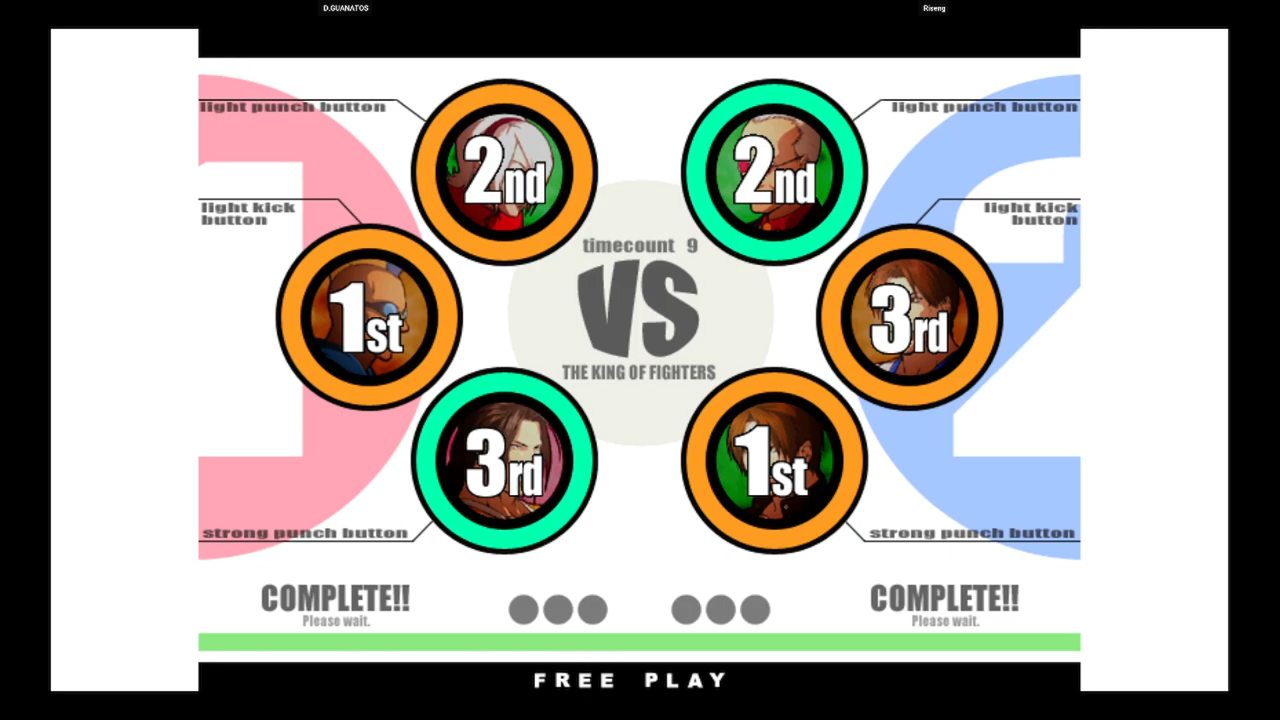 D.GUANATOS
Riseng
light punch button
light punch button
2nd
2nd
light kick
button
light kick
button
timecount 9
1st
VS
3rd
THE KING OF FIGHTERS
3rd
1st
strong punch button
strong punch button
COMPLETE!!
Please wait.
COMPLETE!!
Please wait.
FREE PLAY